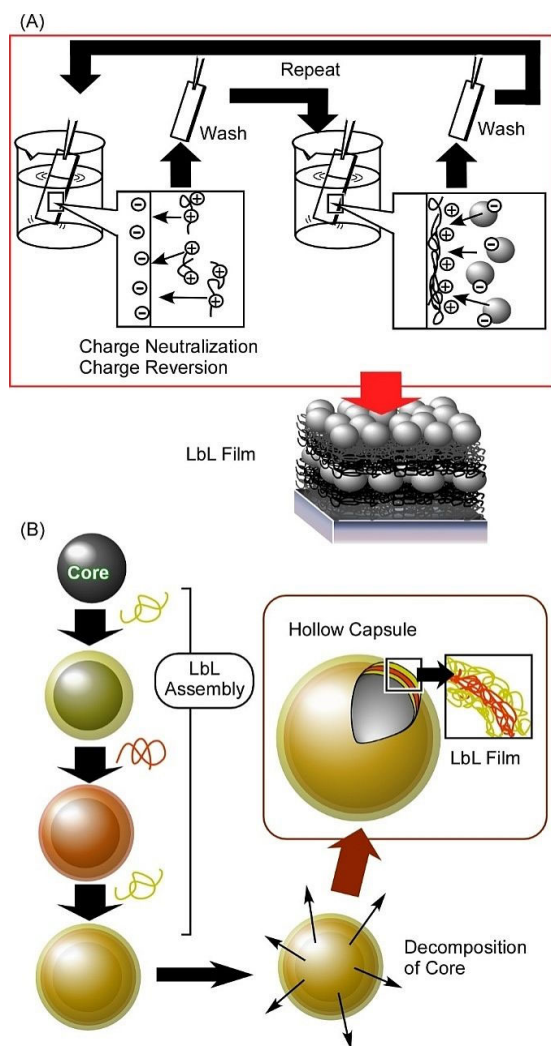 (A)
Repeat
Wash
Wash
Charge Neutralization
Charge Reversion
LbL Film
(B)
Core
LbL
Assembly
Hollow Capsule
LbL Film
Decomposition
of Core